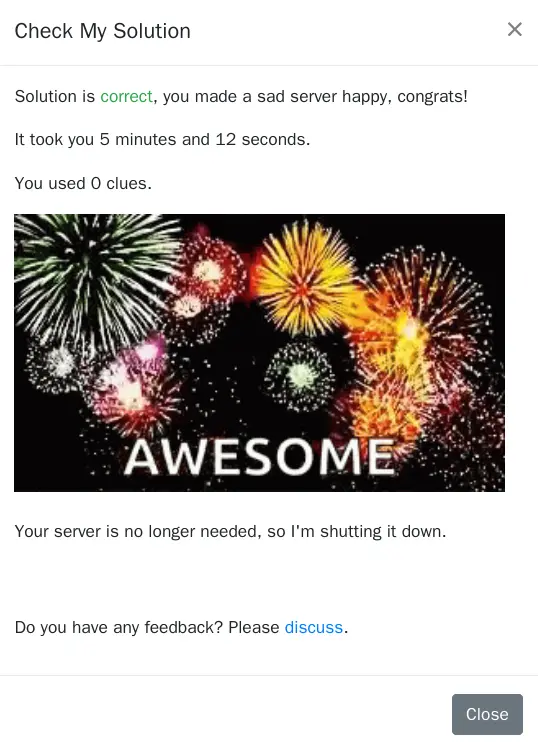 Check My Solution
Solution is correct, you made a sad server happy, congrats!
It took you 5 minutes and 12 seconds.
You used 0 clues.
AWESOME
Your server is no longer needed, so I'm shutting it down.
Do you have any feedback? Please discuss.
Close